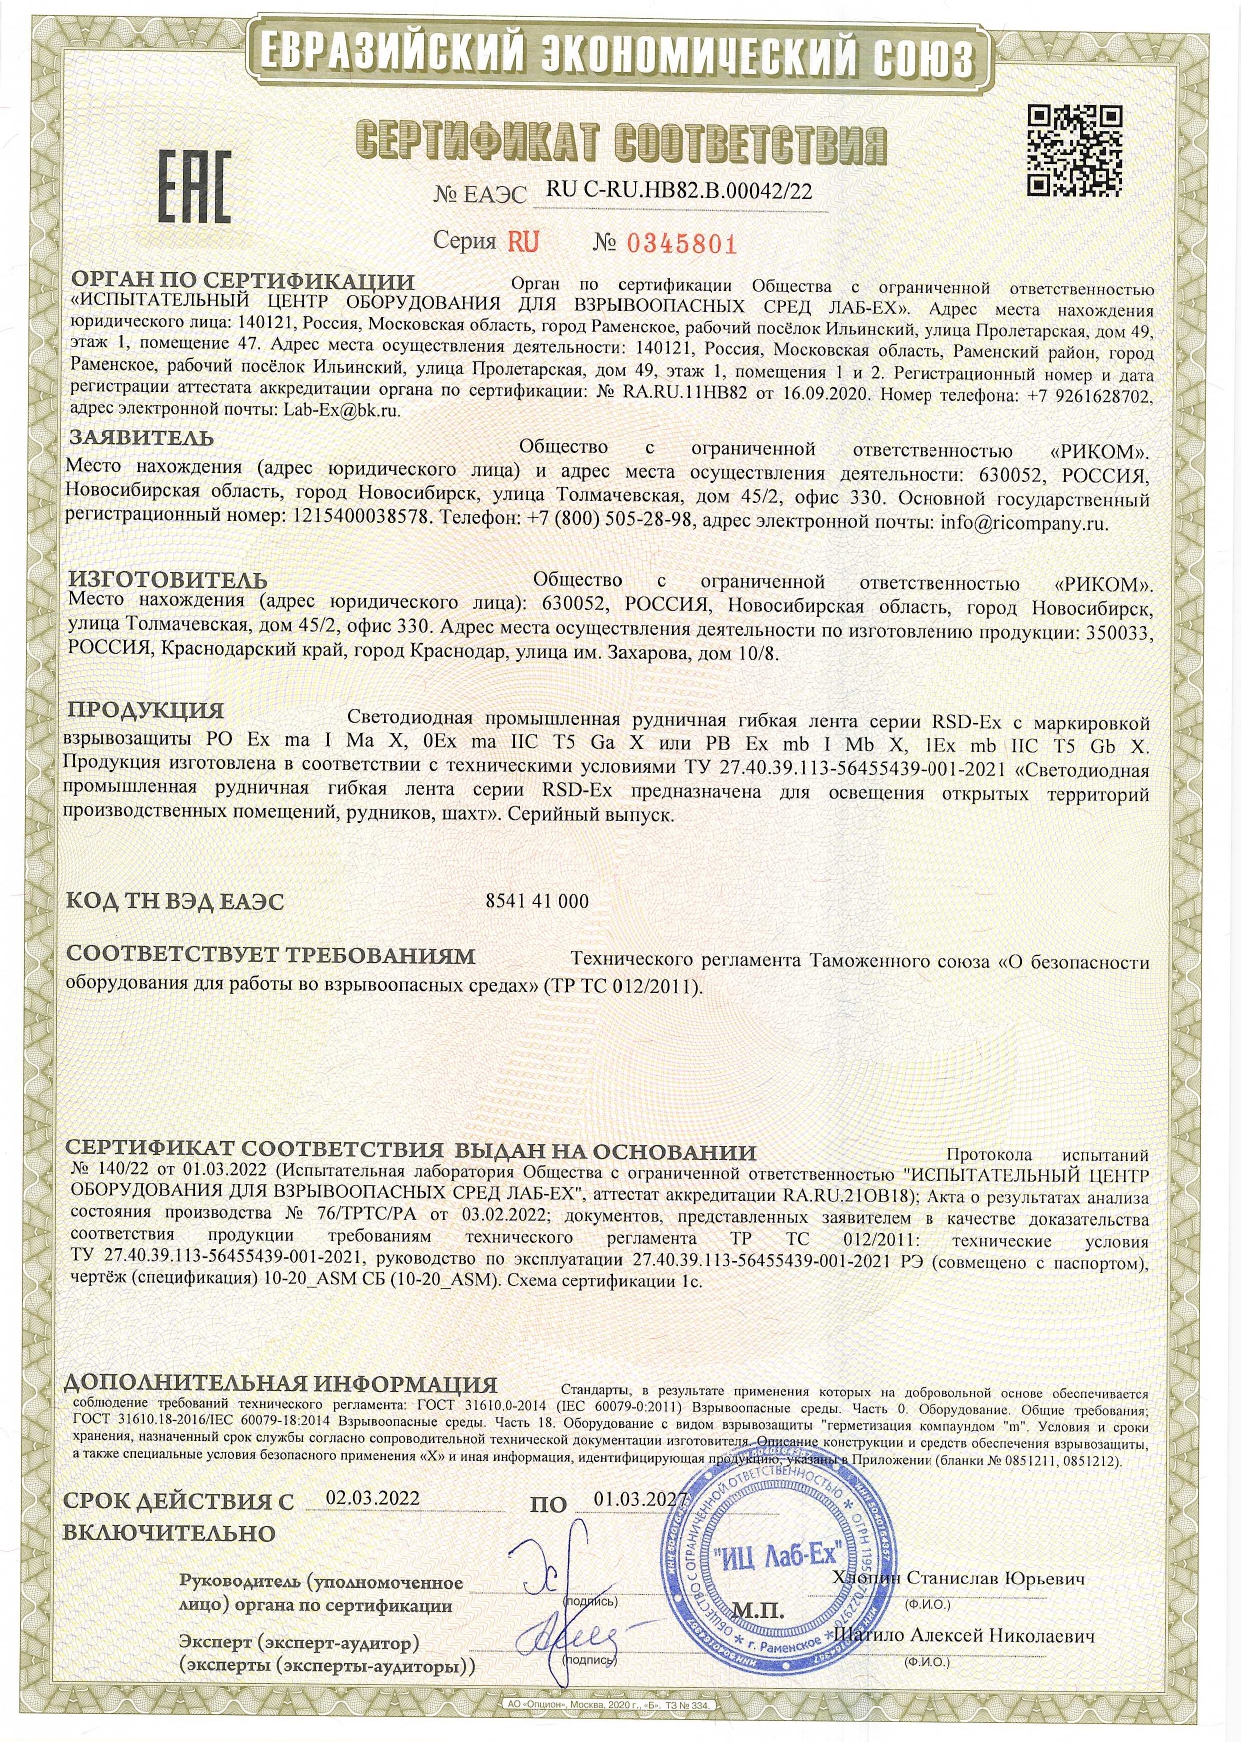 ЕВРАЗИЙСКИЙ ЭКОНОМИЧЕСКИЙ СОЮЗ
СЕРТИФИКАТ СООТВЕТСТВИЯ
EAC
№ ЕАЭС RU C-RU.HB82.B.00042/22
Серия RU № 0345801
ОРГАН ПО СЕРТИФИКАЦИИ Орган по сертификации Общества с ограниченной ответственностью
«ИСПЫТАТЕЛЬНЫЙ ЦЕНТР ОБОРУДОВАНИЯ ДЛЯ ВЗРЫВООПАСНЫХ СРЕД ЛАБ-ЕХ». Адрес места нахождения
юридического лица: 140121, Россия, Московская область, город Раменское, рабочий посёлок Ильинский, улица Пролетарская, дом 49,
этаж 1, помещение 47. Адрес места осуществления деятельности: 140121, Россия, Московская область, Раменский район, город
Раменское, рабочий посёлок Ильинский, улица Пролетарская, дом 49, этаж 1, помещения 1 и 2. Регистрационный номер и дата
регистрации аттестата аккредитации органа по сертификации: № RA.RU.11HB82 от 16.09.2020. Номер телефона: +7 9261628702,
адрес электронной почты: Lab-Ex@bk.ru.
ЗАЯВИТЕЛЬ Общество с ограниченной ответственностью «РИКОМ».
Место нахождения (адрес юридического лица) и адрес места осуществления деятельности: 630052, РОССИЯ,
Новосибирская область, город Новосибирск, улица Толмачевская, дом 45/2, офис 330. Основной государственный
регистрационный номер: 1215400038578. Телефон: +7 (800) 505-28-98, адрес электронной почты: info@ricompany.ru.
ИЗГОТОВИТЕЛЬ Общество с ограниченной ответственностью «РИКОМ».
Место нахождения (адрес юридического лица): 630052, РОССИЯ, Новосибирская область, город Новосибирск,
улица Толмачевская, дом 45/2, офис 330. Адрес места осуществления деятельности по изготовлению продукции: 350033,
РОССИЯ, Краснодарский край, город Краснодар, улица им. Захарова, дом 10/8.
ПРОДУКЦИЯ Светодиодная промышленная рудничная гибкая лента серии RSD-Ex с маркировкой
взрывозащиты РО Ex ma I Ma X, 0Ex ma IIC T5 Ga X или РВ Ex mb I Mb X, 1Ex mb IIC T5 Gb X.
Продукция изготовлена в соответствии с техническими условиями ТУ 27.40.39.113-56455439-001-2021 «Светодиодная
промышленная рудничная гибкая лента серии RSD-Ex предназначена для освещения открытых территорий
производственных помещений, рудников, шахт». Серийный выпуск.
КОД ТН ВЭД ЕАЭС 8541 41 000
СООТВЕТСТВУЕТ ТРЕБОВАНИЯМ Технического регламента Таможенного союза «О безопасности
оборудования для работы во взрывоопасных средах» (ТР ТС 012/2011).
СЕРТИФИКАТ СООТВЕТСТВИЯ ВЫДАН НА ОСНОВАНИИ Протокола испытаний
№ 140/22 от 01.03.2022 (Испытательная лаборатория Общества с ограниченной ответственностью "ИСПЫТАТЕЛЬНЫЙ ЦЕНТР
ОБОРУДОВАНИЯ ДЛЯ ВЗРЫВООПАСНЫХ СРЕД ЛАБ-ЕХ", аттестат аккредитации RA.RU.21OB18); Акта о результатах анализа
состояния производства № 76/ТРТС/РА от 03.02.2022; документов, представленных заявителем в качестве доказательства
соответствия продукции требованиям технического регламента ТР ТС 012/2011: технические условия
ТУ 27.40.39.113-56455439-001-2021, руководство по эксплуатации 27.40.39.113-56455439-001-2021 РЭ (совмещено с паспортом),
чертёж (спецификация) 10-20_ASM СБ (10-20_ASM). Схема сертификации 1с.
ДОПОЛНИТЕЛЬНАЯ ИНФОРМАЦИЯ Стандарты, в результате применения которых на добровольной основе обеспечивается
соблюдение требований технического регламента: ГОСТ 31610.0-2014 (IEC 60079-0:2011) Взрывоопасные среды. Часть 0. Оборудование. Общие требования;
ГОСТ 31610.18-2016/IEC 60079-18:2014 Взрывоопасные среды. Часть 18. Оборудование с видом взрывозащиты "герметизация компаундом "m". Условия и сроки
хранения, назначенный срок службы согласно сопроводительной технической документации изготовителя. Описание конструкции и средств обеспечения взрывозащиты,
а также специальные условия безопасного применения «X» и иная информация, идентифицирующая продукцию, указаны в Приложении (бланки № 0851211, 0851212).
СРОК ДЕЙСТВИЯ С 02.03.2022 ПО 01.03.2027
ВКЛЮЧИТЕЛЬНО
Руководитель (уполномоченное
лицо) органа по сертификации
(подпись)
Хлопин Станислав Юрьевич
(Ф.И.О.)
М.П.
Эксперт (эксперт-аудитор)
(эксперты (эксперты-аудиторы))
(подпись)
Шатило Алексей Николаевич
(Ф.И.О.)
ОБЩЕСТВО С ОГРАНИЧЕННОЙ ОТВЕТСТВЕННОСТЬЮ
"ИЦ Лаб-Ех"
г. Раменское
АО «Опцион», Москва, 2020 г., «Б». ТЗ № 334.